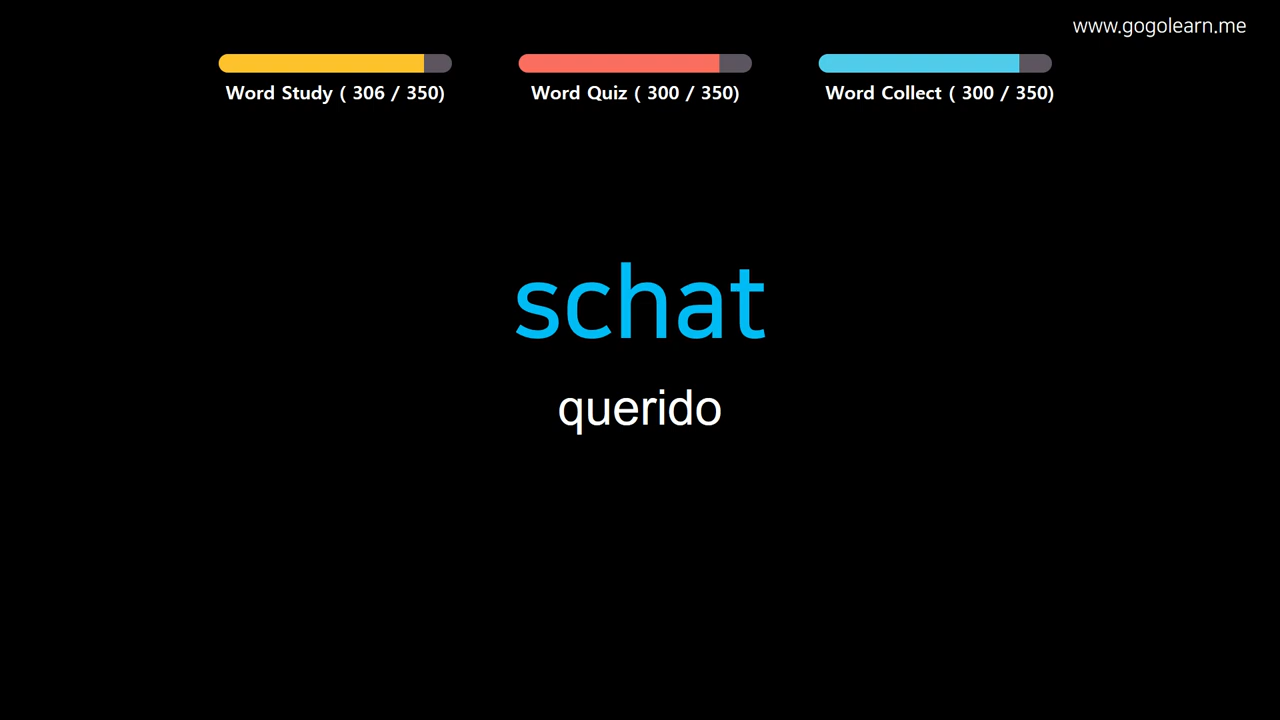 www.gogolearn.me
Word Study ( 306 / 350)
Word Quiz ( 300 / 350)
Word Collect ( 300 / 350)
schat
querido